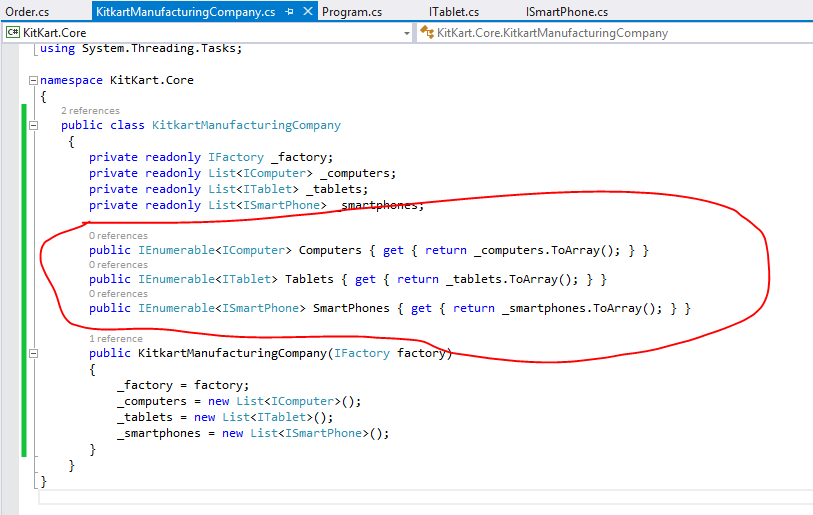 Order.cs KitkartManufacturingCompany.cs Program.cs ITablet.cs ISmartPhone.cs
C# KitKart.Core KitKart.Core.KitkartManufacturingCompany
using System.Threading.Tasks;
namespace KitKart.Core
{
2 references
public class KitkartManufacturingCompany
{
private readonly IFactory _factory;
private readonly List<IComputer> _computers;
private readonly List<ITablet> _tablets;
private readonly List<ISmartPhone> _smartphones;
0 references
public IEnumerable<IComputer> Computers { get { return _computers.ToArray(); } }
0 references
public IEnumerable<ITablet> Tablets { get { return _tablets.ToArray(); } }
0 references
public IEnumerable<ISmartPhone> SmartPhones { get { return _smartphones.ToArray(); } }
1 reference
public KitkartManufacturingCompany(IFactory factory)
{
_factory = factory;
_computers = new List<IComputer>();
_tablets = new List<ITablet>();
_smartphones = new List<ISmartPhone>();
}
}
}